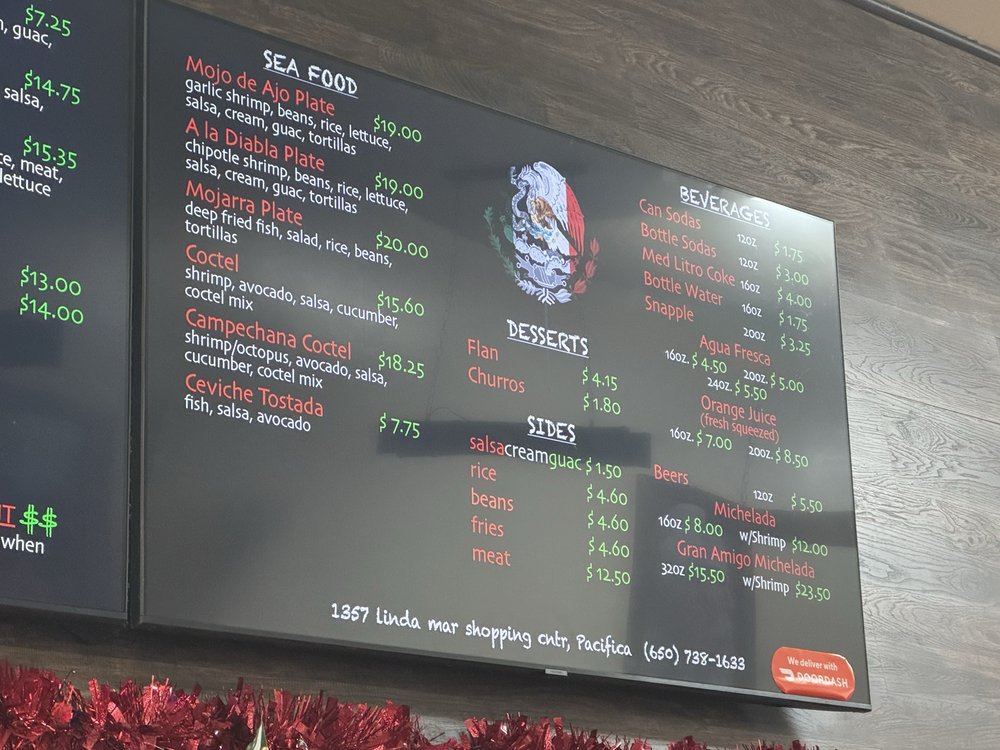 $7.25
guac,
$14.75
salsa,
$15.35
meat,
lettuce
$13.00
$14.00
$$
when
SEA FOOD
Mojo de Ajo Plate
garlic shrimp, beans, rice, lettuce, $19.00
salsa, cream, guac, tortillas
A la Diabla Plate
chipotle shrimp, beans, rice, lettuce, $19.00
salsa, cream, guac, tortillas
Mojarra Plate
deep fried fish, salad, rice, beans, $20.00
tortillas
Coctel
shrimp, avocado, salsa, cucumber, $15.60
coctel mix
Campechana Coctel
shrimp/octopus, avocado, salsa, $18.25
cucumber, coctel mix
Ceviche Tostada
fish, salsa, avocado $7.75
DESSERTS
Flan $4.15
Churros $1.80
SIDES
salsacreamguac $1.50
rice $4.60
beans $4.60
fries $4.60
meat $12.50
BEVERAGES
Can Sodas 12oz $1.75
Bottle Sodas 12oz $3.00
Med Litro Coke 16oz $4.00
Bottle Water 16oz $1.75
Snapple 20oz $3.25
Agua Fresca
16oz. $4.50 20oz. $5.00
24oz. $5.50
Orange Juice
(fresh squeezed)
16oz. $7.00 20oz. $8.50
Beers 12oz $5.50
Michelada
16oz $8.00 w/Shrimp $12.00
Gran Amigo Michelada
32oz $15.50 w/Shrimp $23.50
1357 linda mar shopping cntr, Pacifica (650) 738-1633
We deliver with
DOORDASH